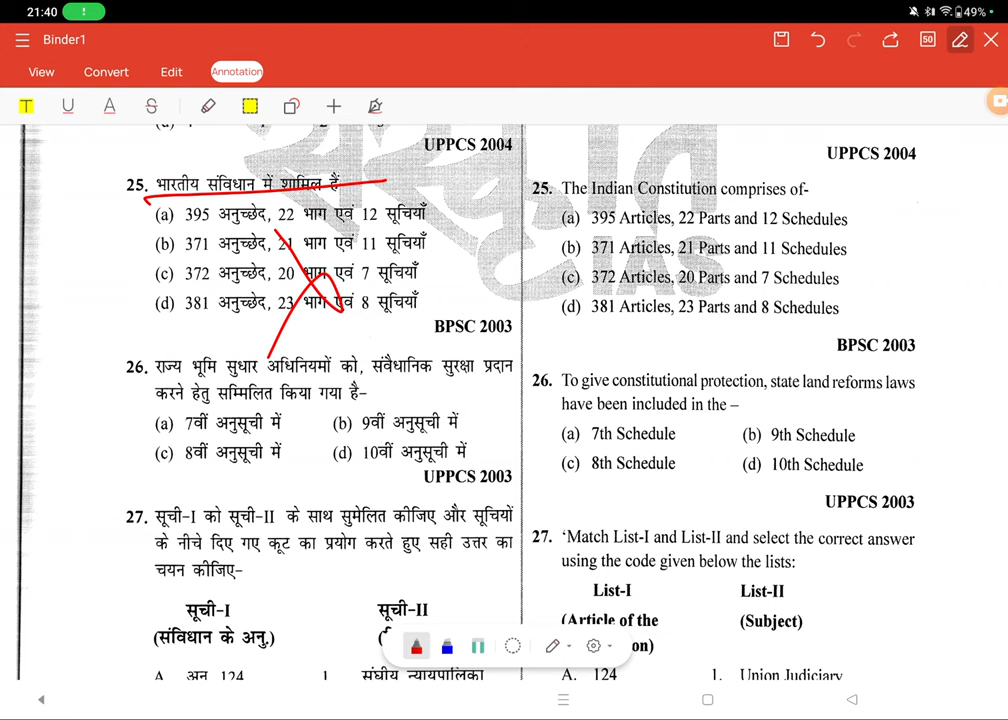 21:40
49%
Binder1
50
View Convert Edit Annotation
T U A S
UPPCS 2004
25. भारतीय संविधान में शामिल हैं
(a) 395 अनुच्छेद, 22 भाग एवं 12 सूचियाँ
(b) 371 अनुच्छेद, 21 भाग एवं 11 सूचियाँ
(c) 372 अनुच्छेद, 20 भाग एवं 7 सूचियाँ
(d) 381 अनुच्छेद, 23 भाग एवं 8 सूचियाँ
BPSC 2003
26. राज्य भूमि सुधार अधिनियमों को, संवैधानिक सुरक्षा प्रदान
करने हेतु सम्मिलित किया गया है-
(a) 7वीं अनुसूची में (b) 9वीं अनुसूची में
(c) 8वीं अनुसूची में (d) 10वीं अनुसूची में
UPPCS 2003
27. सूची-I को सूची-II के साथ सुमेलित कीजिए और सूचियों
के नीचे दिए गए कूट का प्रयोग करते हुए सही उत्तर का
चयन कीजिए-
सूची-I सूची-II
(संविधान के अनु.)
A. अनु. 124 1. संघीय न्यायपालिका
UPPCS 2004
25. The Indian Constitution comprises of-
(a) 395 Articles, 22 Parts and 12 Schedules
(b) 371 Articles, 21 Parts and 11 Schedules
(c) 372 Articles, 20 Parts and 7 Schedules
(d) 381 Articles, 23 Parts and 8 Schedules
BPSC 2003
26. To give constitutional protection, state land reforms laws
have been included in the –
(a) 7th Schedule (b) 9th Schedule
(c) 8th Schedule (d) 10th Schedule
UPPCS 2003
27. ‘Match List-I and List-II and select the correct answer
using the code given below the lists:
List-I List-II
(Article of the (Subject)
on)
A. 124 1. Union Judiciary
संस्कृति
IAS